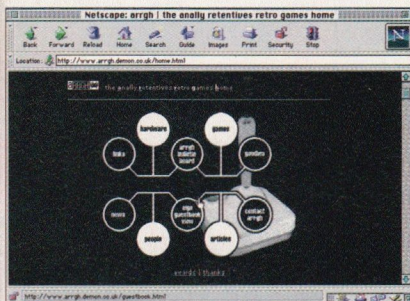 Netscape: arrgh | the anally retentives retro games home
Back Forward Reload Home Search Guide Images Print Security Stop
N
Location: http://www.arrgh.demon.co.uk/home.html
the anally retentives retro games home
hardware games
links arrgh bulletin board
news sign guestbook view contact arrgh
people articles
awards & thanks
http://www.arrgh.demon.co.uk/guestbook.html